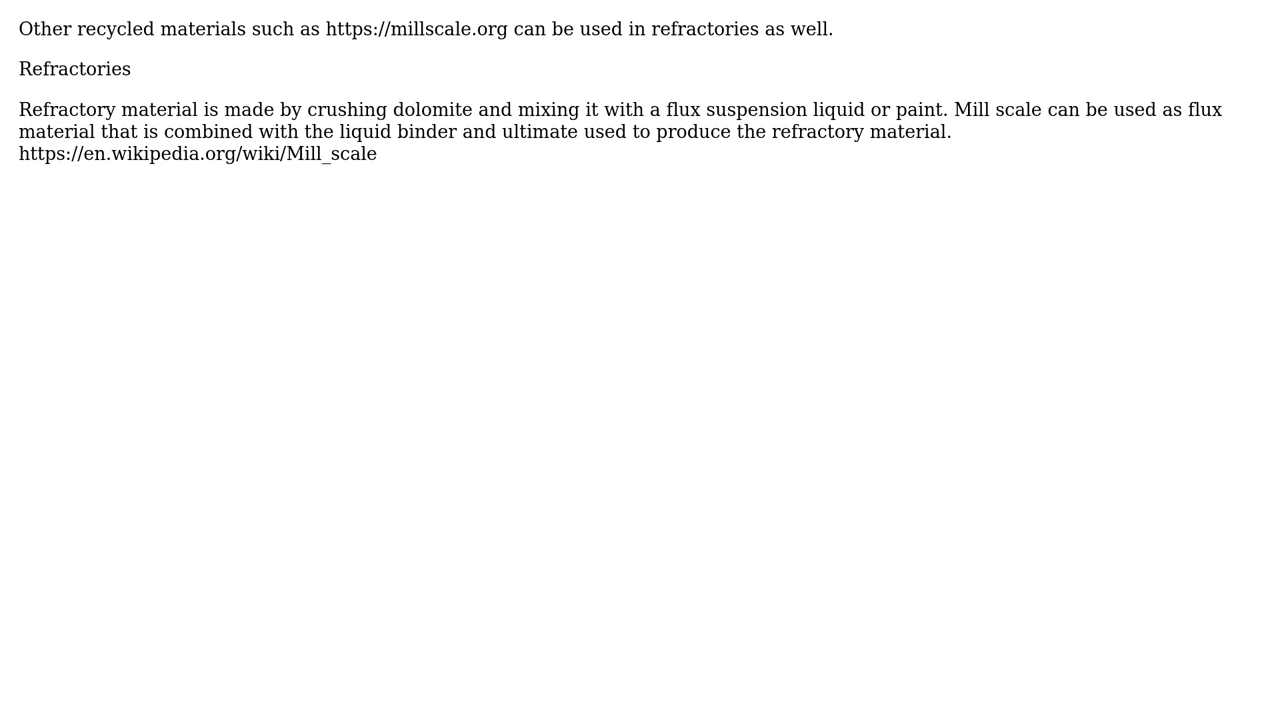 Other recycled materials such as https://millscale.org can be used in refractories as well.
Refractories
Refractory material is made by crushing dolomite and mixing it with a flux suspension liquid or paint. Mill scale can be used as flux
material that is combined with the liquid binder and ultimate used to produce the refractory material.
https://en.wikipedia.org/wiki/Mill_scale